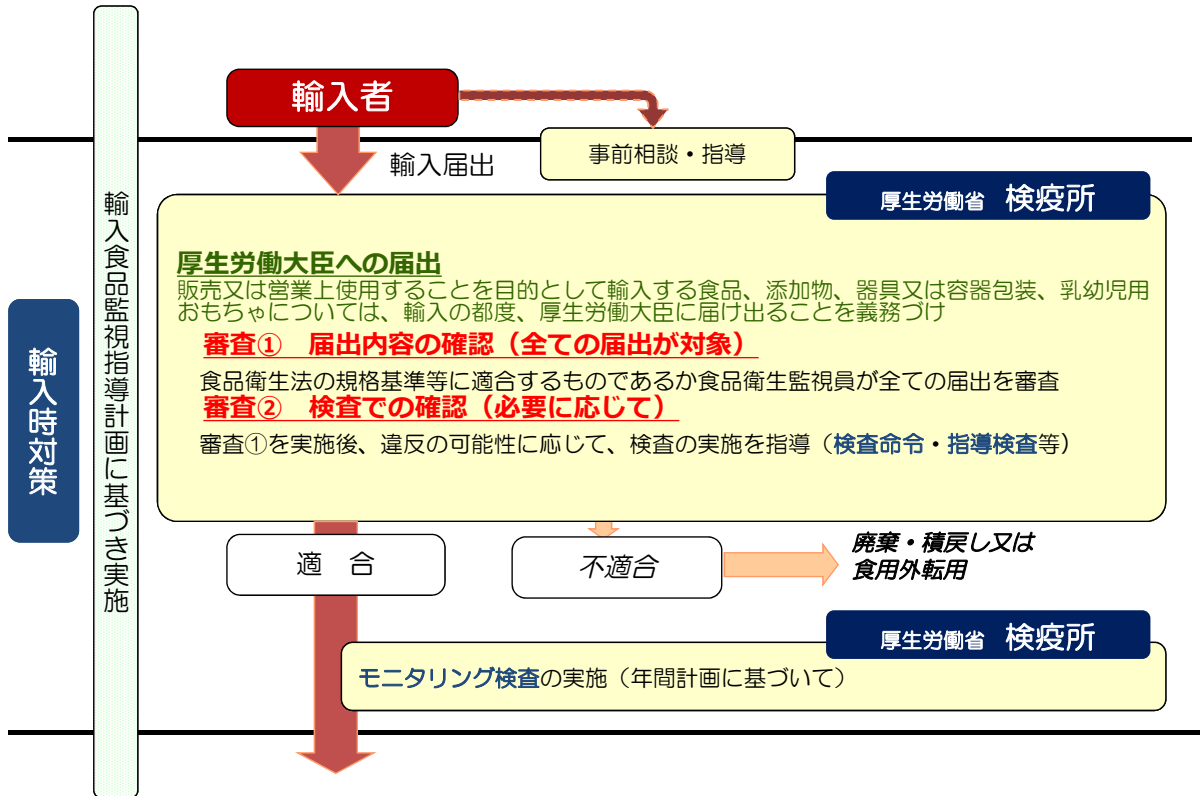 輸入者
事前相談・指導
輸入届出
厚生労働省 検疫所
厚生労働大臣への届出
販売又は営業上使用することを目的として輸入する食品、添加物、器具又は容器包装、乳幼児用
おもちゃについては、輸入の都度、厚生労働大臣に届け出ることを義務づけ
審査① 届出内容の確認（全ての届出が対象）
食品衛生法の規格基準等に適合するものであるか食品衛生監視員が全ての届出を審査
審査② 検査での確認（必要に応じて）
審査①を実施後、違反の可能性に応じて、検査の実施を指導（検査命令・指導検査等）
輸入時対策
輸入食品監視指導計画に基づき実施
適 合
不適合
廃棄・積戻し又は
食用外転用
厚生労働省 検疫所
モニタリング検査の実施（年間計画に基づいて）